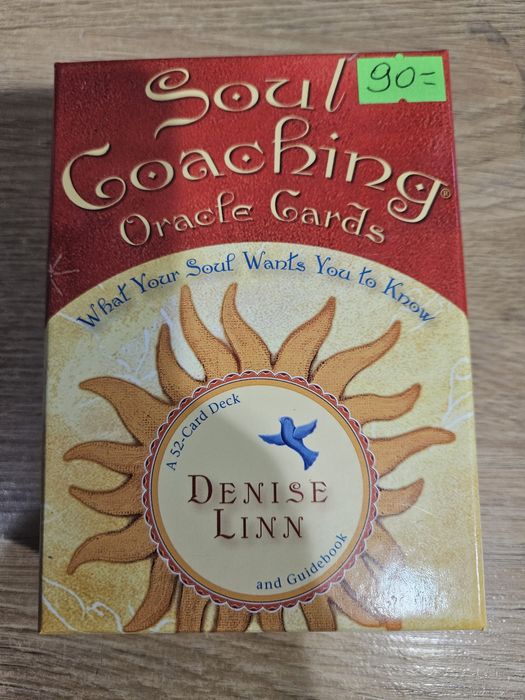 Soul
90=
Coaching®
Oracle Cards
What Your Soul Wants You to Know
A 52-Card Deck
DENISE
LINN
and Guidebook